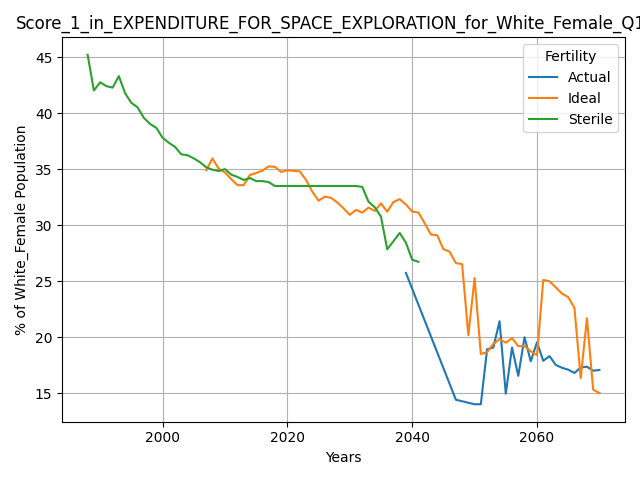 Score_1_in_EXPENDITURE_FOR_SPACE_EXPLORATION_for_White_Female_Q1
Fertility
Actual
Ideal
Sterile
45
40
35
30
25
20
15
% of White_Female Population
2000
2020
2040
2060
Years